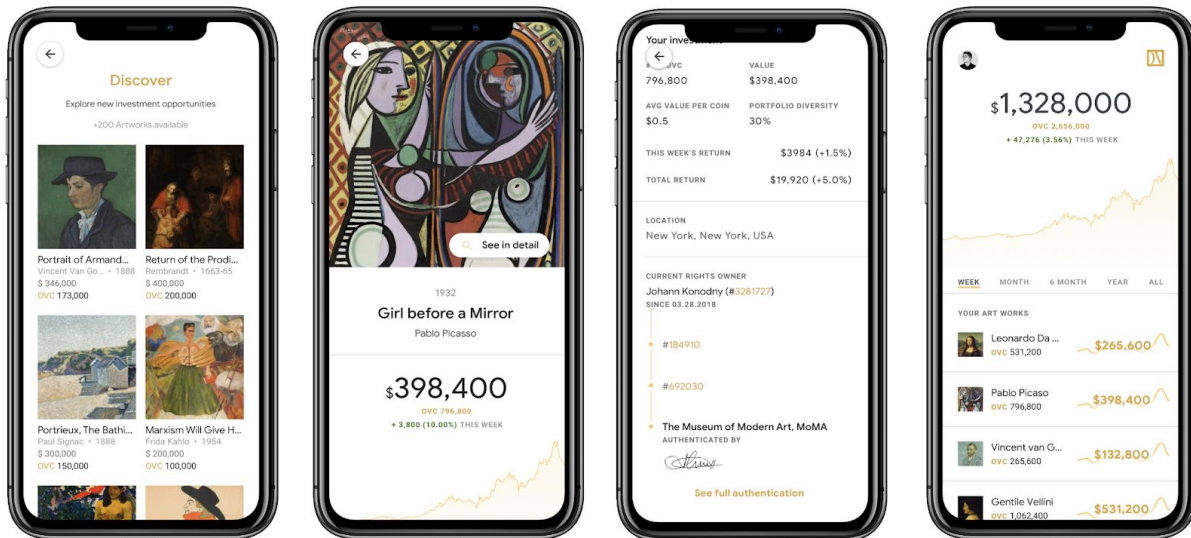 Discover
Explore new investment opportunities
+200 Artworks available
Portrait of Armand...
Vincent Van Go... • 1888
$ 346,000
OVC 173,000
Return of the Prodi...
Rembrandt • 1663-65
$ 400,000
OVC 200,000
Portrieux, The Bathi...
Paul Signac • 1888
$ 300,000
OVC 150,000
Marxism Will Give H...
Frida Kahlo • 1954
$ 200,000
OVC 100,000
See in detail
1932
Girl before a Mirror
Pablo Picasso
$398,400
OVC 796,800
+ 3,800 (10.00%) THIS WEEK
Your investment
OVC
796,800
VALUE
$398,400
AVG VALUE PER COIN
$0.5
PORTFOLIO DIVERSITY
30%
THIS WEEK'S RETURN
$3984 (+1.5%)
TOTAL RETURN
$19,920 (+5.0%)
LOCATION
New York, New York, USA
CURRENT RIGHTS OWNER
Johann Konodny (#3281727)
SINCE 03.28.2018
#184910
#692030
The Museum of Modern Art, MoMA
AUTHENTICATED BY
See full authentication
$1,328,000
OVC 2,656,000
+ 47,276 (3.56%) THIS WEEK
WEEK MONTH 6 MONTH YEAR ALL
YOUR ART WORKS
Leonardo Da ...
OVC 531,200
$265,600
Pablo Picaso
OVC 796,800
$398,400
Vincent van G...
OVC 265,600
$132,800
Gentile Vellini
OVC 1,062,400
$531,200